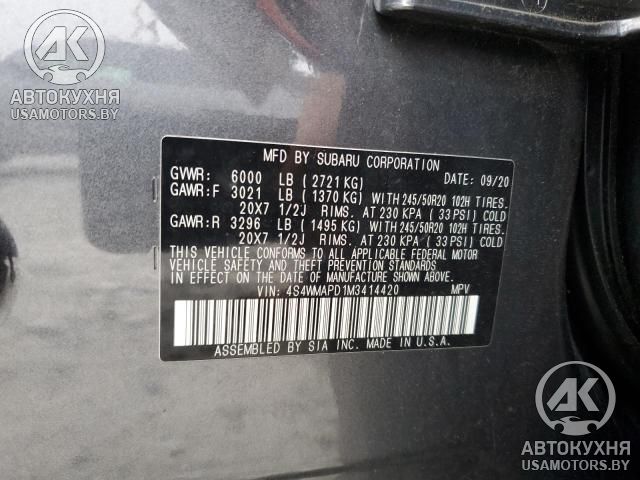 AK
АВТОКУХНЯ
USAMOTORS.BY
MFD BY SUBARU CORPORATION
DATE: 09/20
GVWR: 6000 LB ( 2721 KG)
GAWR:F 3021 LB ( 1370 KG) WITH 245/50R20 102H TIRES.
20X7 1/2J RIMS. AT 230 KPA ( 33 PSI) COLD
GAWR:R 3296 LB ( 1495 KG) WITH 245/50R20 102H TIRES.
20X7 1/2J RIMS. AT 230 KPA ( 33 PSI) COLD
THIS VEHICLE CONFORMS TO ALL APPLICABLE FEDERAL MOTOR
VEHICLE SAFETY AND THEFT PREVENTION STANDARDS
IN EFFECT ON THE DATE OF MANUFACTURE SHOWN ABOVE.
VIN: 4S4WMAPD1M3414420 MPV
ASSEMBLED BY SIA INC. MADE IN U.S.A.
AK
АВТОКУХНЯ
USAMOTORS.BY